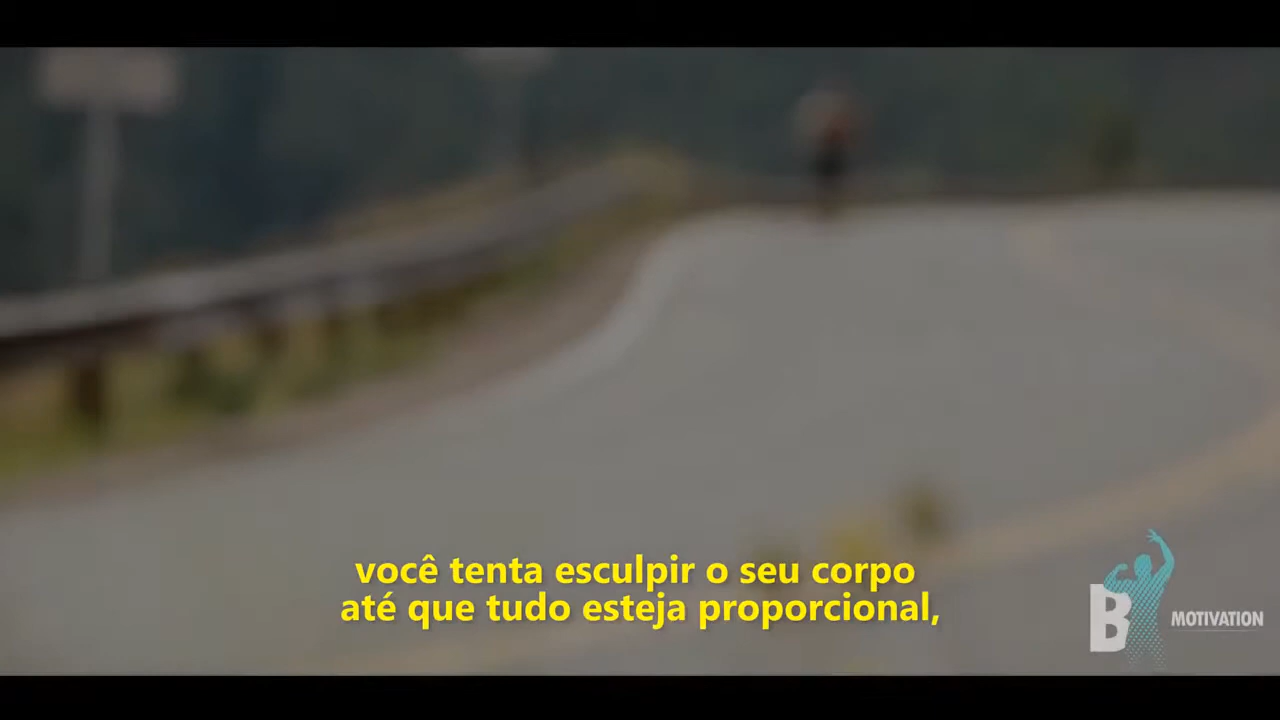 você tenta esculpir o seu corpo
até que tudo esteja proporcional,
B MOTIVATION